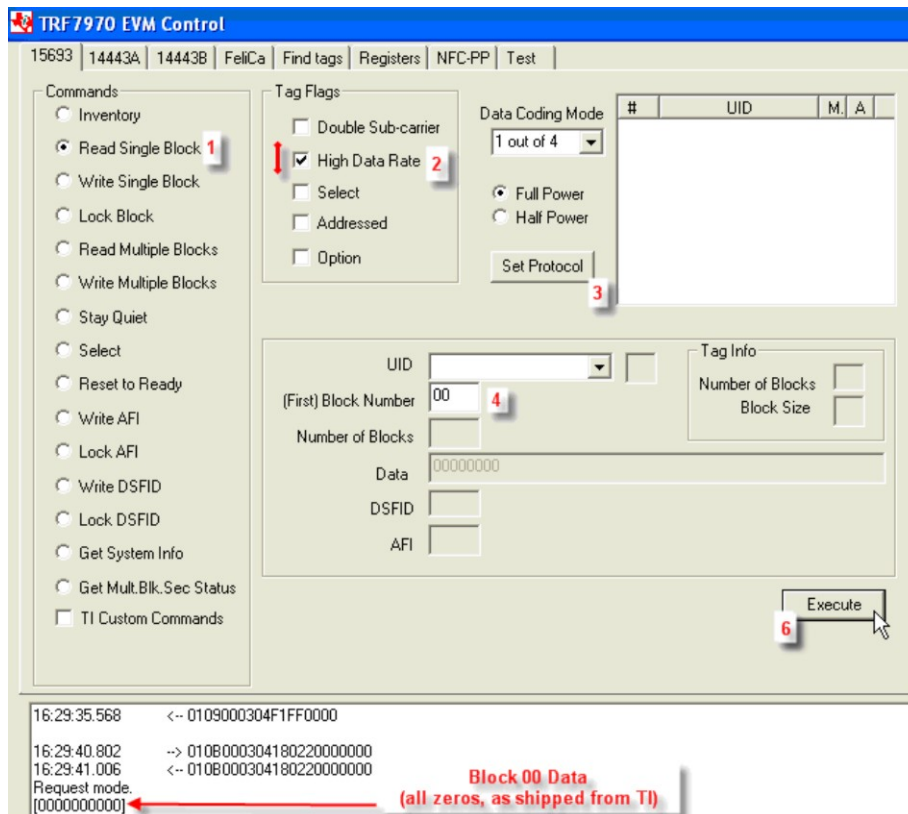 TRF7970 EVM Control
15693 14443A 14443B FeliCa Find tags Registers NFC-PP Test
Commands
Inventory
Read Single Block 1
Write Single Block
Lock Block
Read Multiple Blocks
Write Multiple Blocks
Stay Quiet
Select
Reset to Ready
Write AFI
Lock AFI
Write DSFID
Lock DSFID
Get System Info
Get Mult.Blk.Sec Status
TI Custom Commands
Tag Flags
Double Sub-carrier
High Data Rate 2
Select
Addressed
Option
Data Coding Mode
1 out of 4
Full Power
Half Power
Set Protocol
3
# UID M. A
UID
(First) Block Number 00 4
Number of Blocks
Data 00000000
DSFID
AFI
Tag Info
Number of Blocks
Block Size
Execute
6
16:29:35.568 <-- 0109000304F1FF0000
16:29:40.802 --> 010B000304180220000000
16:29:41.006 <-- 010B000304180220000000
Request mode.
[0000000000]
Block 00 Data
(all zeros, as shipped from TI)